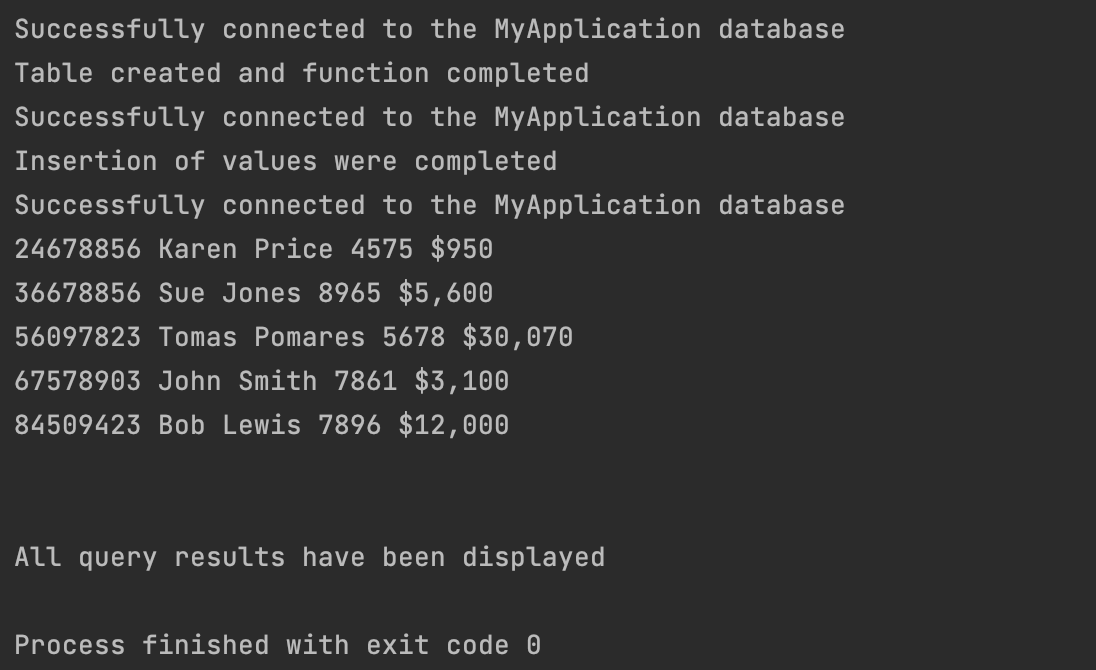 Successfully connected to the MyApplication database
Table created and function completed
Successfully connected to the MyApplication database
Insertion of values were completed
Successfully connected to the MyApplication database
24678856 Karen Price 4575 $950
36678856 Sue Jones 8965 $5,600
56097823 Tomas Pomares 5678 $30,070
67578903 John Smith 7861 $3,100
84509423 Bob Lewis 7896 $12,000
All query results have been displayed
Process finished with exit code 0